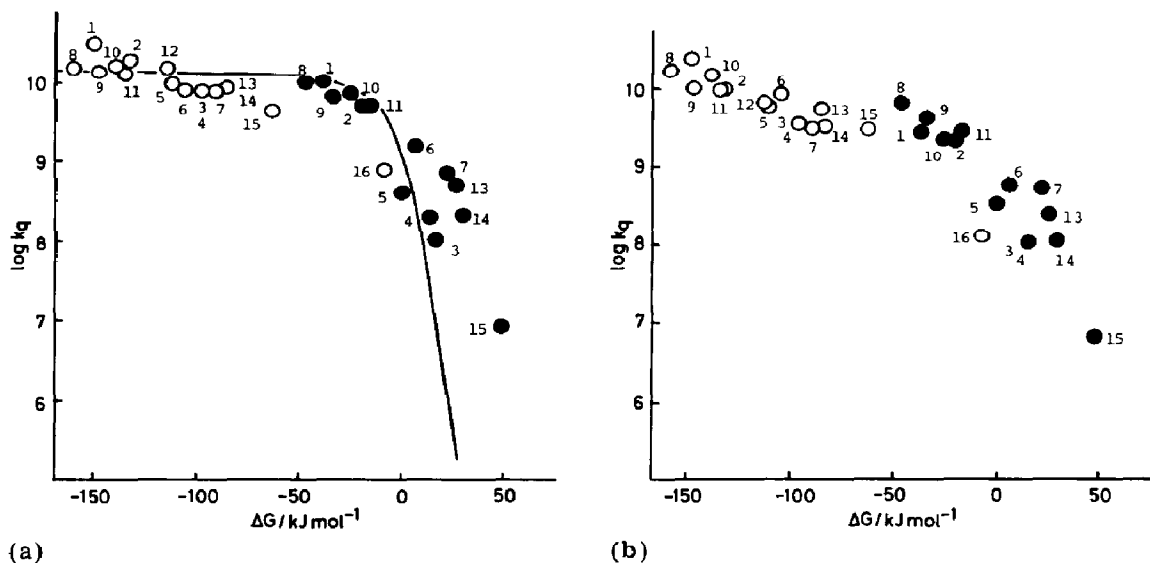 1
8 10 2 12
10 8 1
9 11 5 6 3 7 13 10
4 14 9 2 11
15
9 16 6 7
5 13
log kq
4 14
8 3
7 15
6
-150 -100 -50 0 50
ΔG/kJ mol⁻¹
(a)
8 1
10 6
10 9 11 2 8
12 5 3 13 15 9
4 7 14 1 11
10 2
9 6 7
5
log kq
16 13
8 3 4 14
7 15
6
-150 -100 -50 0 50
ΔG/kJ mol⁻¹
(b)